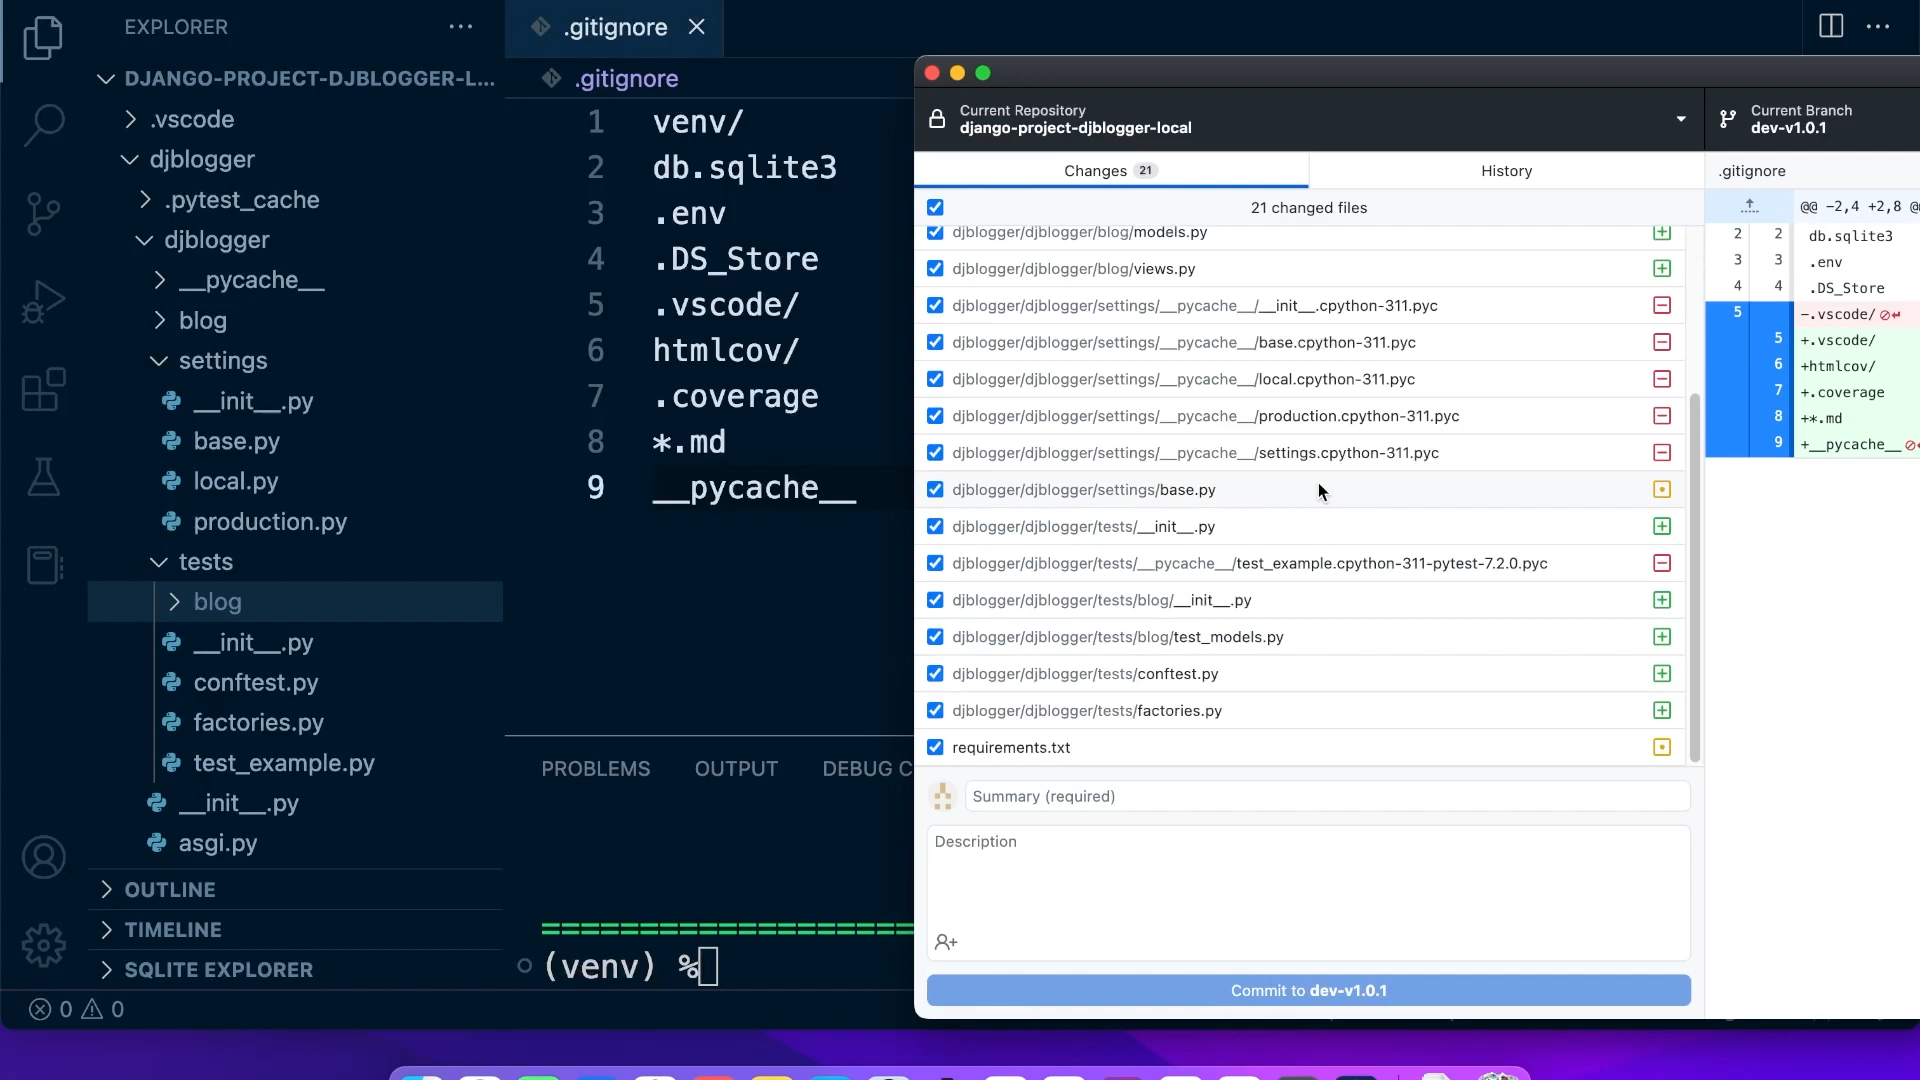 EXPLORER
DJANGO-PROJECT-DJBLOGGER-L...
.vscode
djblogger
.pytest_cache
djblogger
__pycache__
blog
settings
__init__.py
base.py
local.py
production.py
tests
blog
__init__.py
conftest.py
factories.py
test_example.py
__init__.py
asgi.py
OUTLINE
TIMELINE
SQLITE EXPLORER
0 0
.gitignore
.gitignore
1 venv/
2 db.sqlite3
3 .env
4 .DS_Store
5 .vscode/
6 htmlcov/
7 .coverage
8 *.md
9 __pycache__
PROBLEMS OUTPUT DEBUG C
====================
(venv) %
Current Repository
django-project-djblogger-local
Current Branch
dev-v1.0.1
Changes 21
History
.gitignore
21 changed files
djblogger/djblogger/blog/models.py
djblogger/djblogger/blog/views.py
djblogger/djblogger/settings/__pycache__/__init__.cpython-311.pyc
djblogger/djblogger/settings/__pycache__/base.cpython-311.pyc
djblogger/djblogger/settings/__pycache__/local.cpython-311.pyc
djblogger/djblogger/settings/__pycache__/production.cpython-311.pyc
djblogger/djblogger/settings/__pycache__/settings.cpython-311.pyc
djblogger/djblogger/settings/base.py
djblogger/djblogger/tests/__init__.py
djblogger/djblogger/tests/__pycache__/test_example.cpython-311-pytest-7.2.0.pyc
djblogger/djblogger/tests/blog/__init__.py
djblogger/djblogger/tests/blog/test_models.py
djblogger/djblogger/tests/conftest.py
djblogger/djblogger/tests/factories.py
requirements.txt
Summary (required)
Description
Commit to dev-v1.0.1
@@ -2,4 +2,8 @
2 2 db.sqlite3
3 3 .env
4 4 .DS_Store
5 -.vscode/
5 +.vscode/
6 +htmlcov/
7 +.coverage
8 +*.md
9 +__pycache__